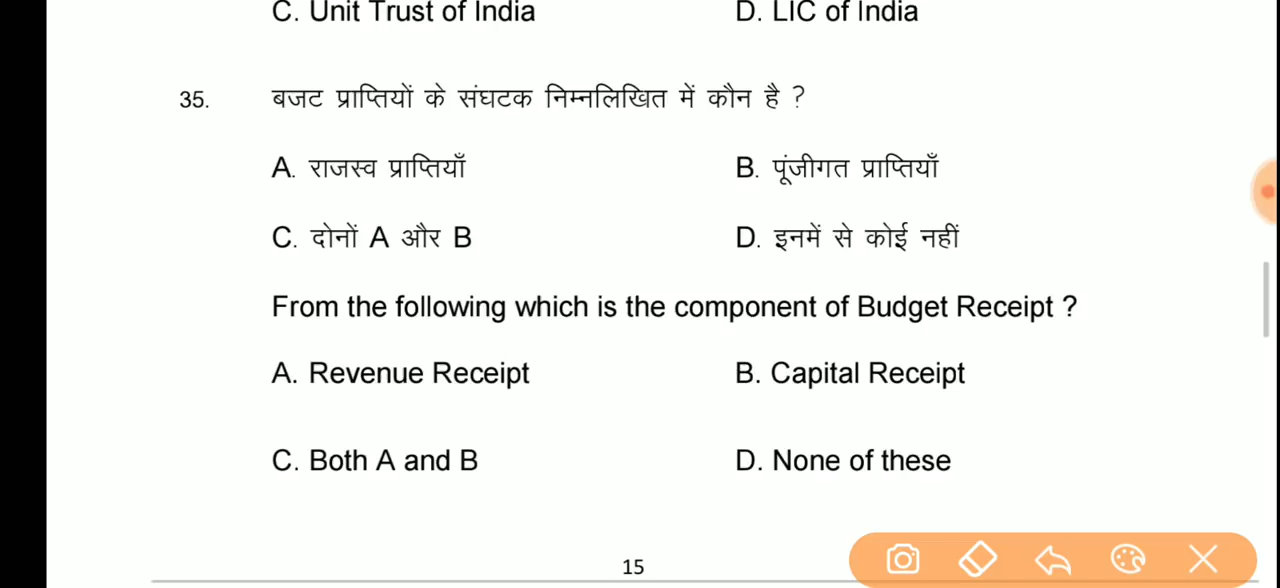 C. Unit Trust of India D. LIC of India
35. बजट प्राप्तियों के संघटक निम्नलिखित में कौन है ?
A. राजस्व प्राप्तियाँ B. पूंजीगत प्राप्तियाँ
C. दोनों A और B D. इनमें से कोई नहीं
From the following which is the component of Budget Receipt ?
A. Revenue Receipt B. Capital Receipt
C. Both A and B D. None of these
15